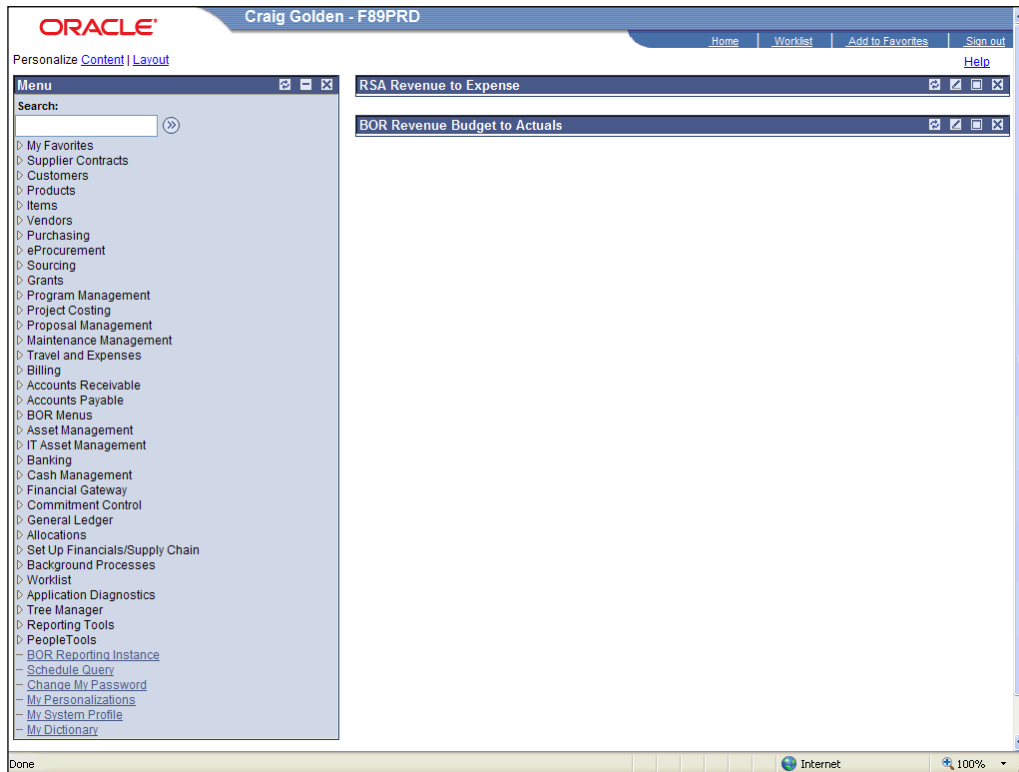 ORACLE
Craig Golden - F89PRD
Home Worklist Add to Favorites Sign out
Personalize Content | Layout
Help
Menu
Search:
My Favorites
Supplier Contracts
Customers
Products
Items
Vendors
Purchasing
eProcurement
Sourcing
Grants
Program Management
Project Costing
Proposal Management
Maintenance Management
Travel and Expenses
Billing
Accounts Receivable
Accounts Payable
BOR Menus
Asset Management
IT Asset Management
Banking
Cash Management
Financial Gateway
Commitment Control
General Ledger
Allocations
Set Up Financials/Supply Chain
Background Processes
Worklist
Application Diagnostics
Tree Manager
Reporting Tools
PeopleTools
BOR Reporting Instance
Schedule Query
Change My Password
My Personalizations
My System Profile
My Dictionary
RSA Revenue to Expense
BOR Revenue Budget to Actuals
Done
Internet
100%